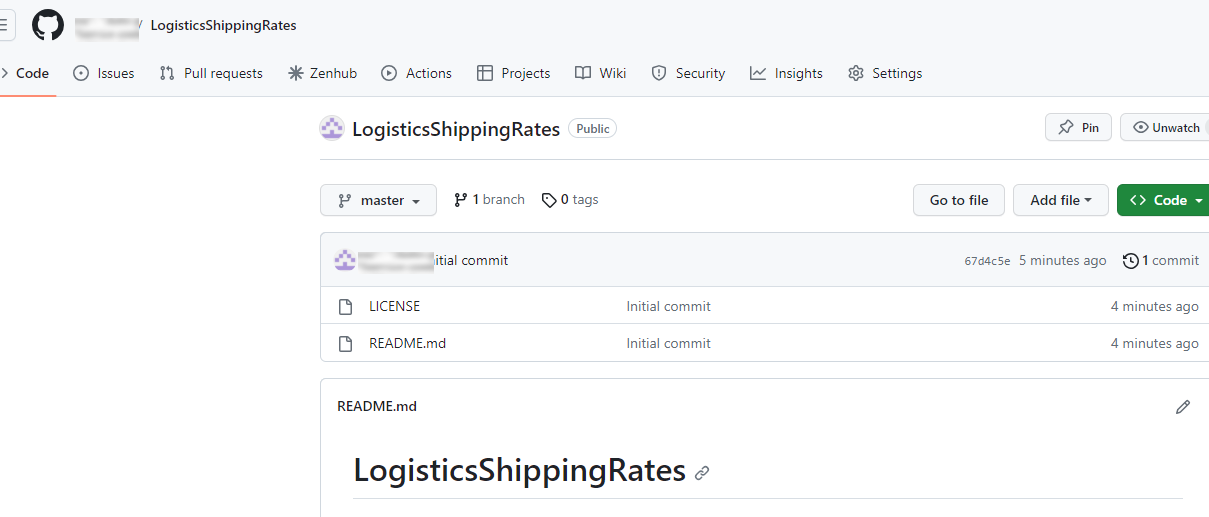 / LogisticsShippingRates
Code Issues Pull requests Zenhub Actions Projects Wiki Security Insights Settings
LogisticsShippingRates Public Pin Unwatch
master 1 branch 0 tags Go to file Add file Code
itial commit 67d4c5e 5 minutes ago 1 commit
LICENSE Initial commit 4 minutes ago
README.md Initial commit 4 minutes ago
README.md
LogisticsShippingRates